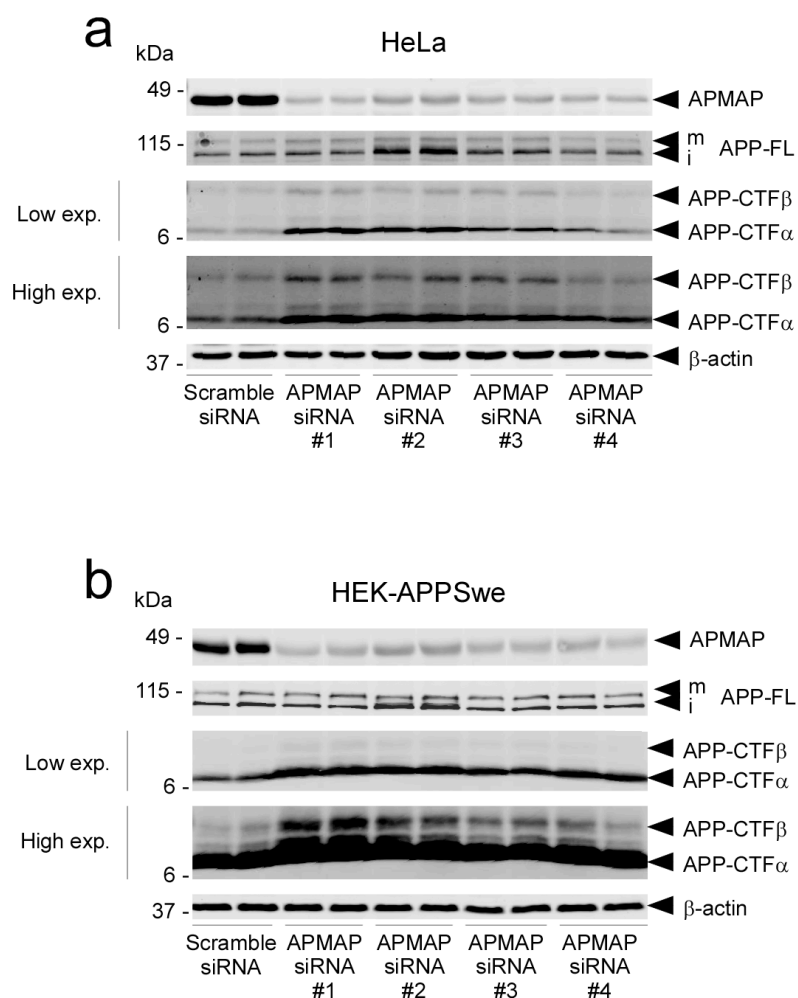 a
HeLa
kDa
49 -
APMAP
115 -
m
i
APP-FL
Low exp.
APP-CTFβ
6 -
APP-CTFα
High exp.
APP-CTFβ
6 -
APP-CTFα
37 -
β-actin
Scramble
siRNA
APMAP
siRNA
#1
APMAP
siRNA
#2
APMAP
siRNA
#3
APMAP
siRNA
#4
b
HEK-APPSwe
kDa
49 -
APMAP
115 -
m
i
APP-FL
Low exp.
APP-CTFβ
6 -
APP-CTFα
High exp.
APP-CTFβ
6 -
APP-CTFα
37 -
β-actin
Scramble
siRNA
APMAP
siRNA
#1
APMAP
siRNA
#2
APMAP
siRNA
#3
APMAP
siRNA
#4